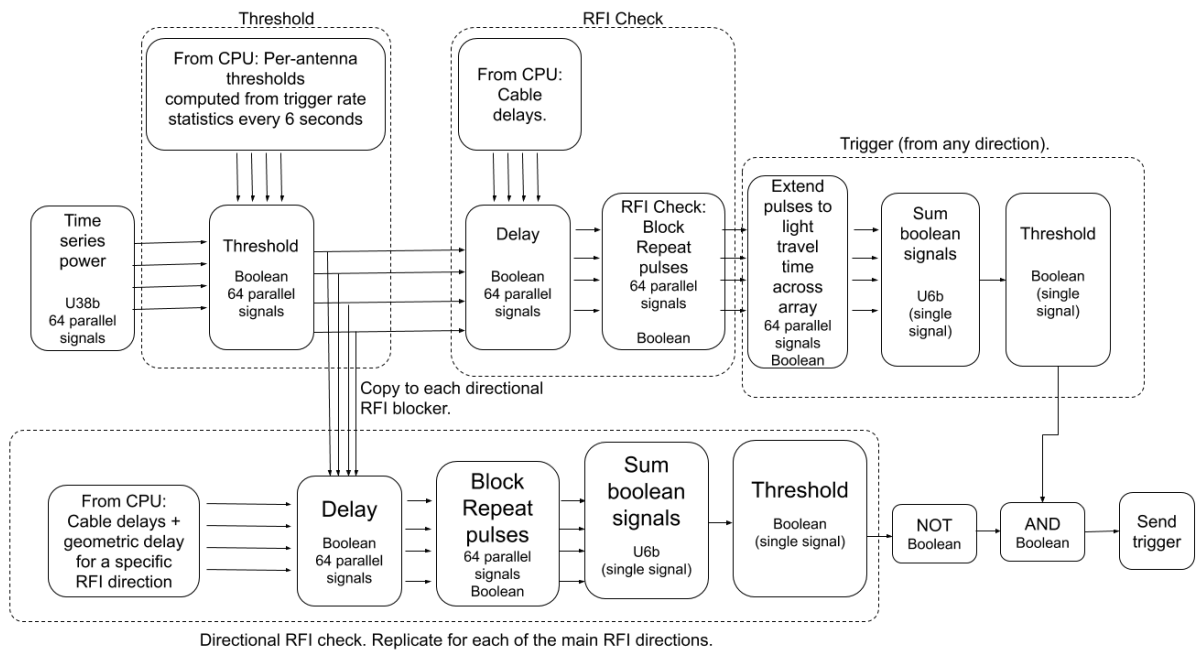 Threshold
From CPU: Per-antenna
thresholds
computed from trigger rate
statistics every 6 seconds
RFI Check
From CPU:
Cable
delays.
Trigger (from any direction).
Time
series
power
U38b
64 parallel
signals
Threshold
Boolean
64 parallel
signals
Delay
Boolean
64 parallel
signals
RFI Check:
Block
Repeat
pulses
64 parallel
signals
Boolean
Extend
pulses to
light
travel
time
across
array
64 parallel
signals
Boolean
Sum
boolean
signals
U6b
(single
signal)
Threshold
Boolean
(single
signal)
Copy to each directional
RFI blocker.
From CPU:
Cable delays +
geometric delay
for a specific
RFI direction
Delay
Boolean
64 parallel
signals
Block
Repeat
pulses
64 parallel
signals
Boolean
Sum
boolean
signals
U6b
(single signal)
Threshold
Boolean
(single signal)
NOT
Boolean
AND
Boolean
Send
trigger
Directional RFI check. Replicate for each of the main RFI directions.